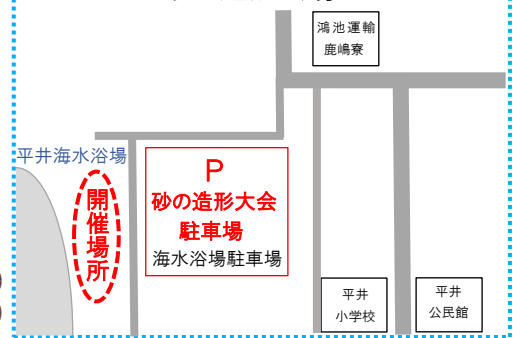 鴻池運輸
鹿嶋寮
平井海水浴場
開催場所
P
砂の造形大会
駐車場
海水浴場駐車場
平井
小学校
平井
公民館